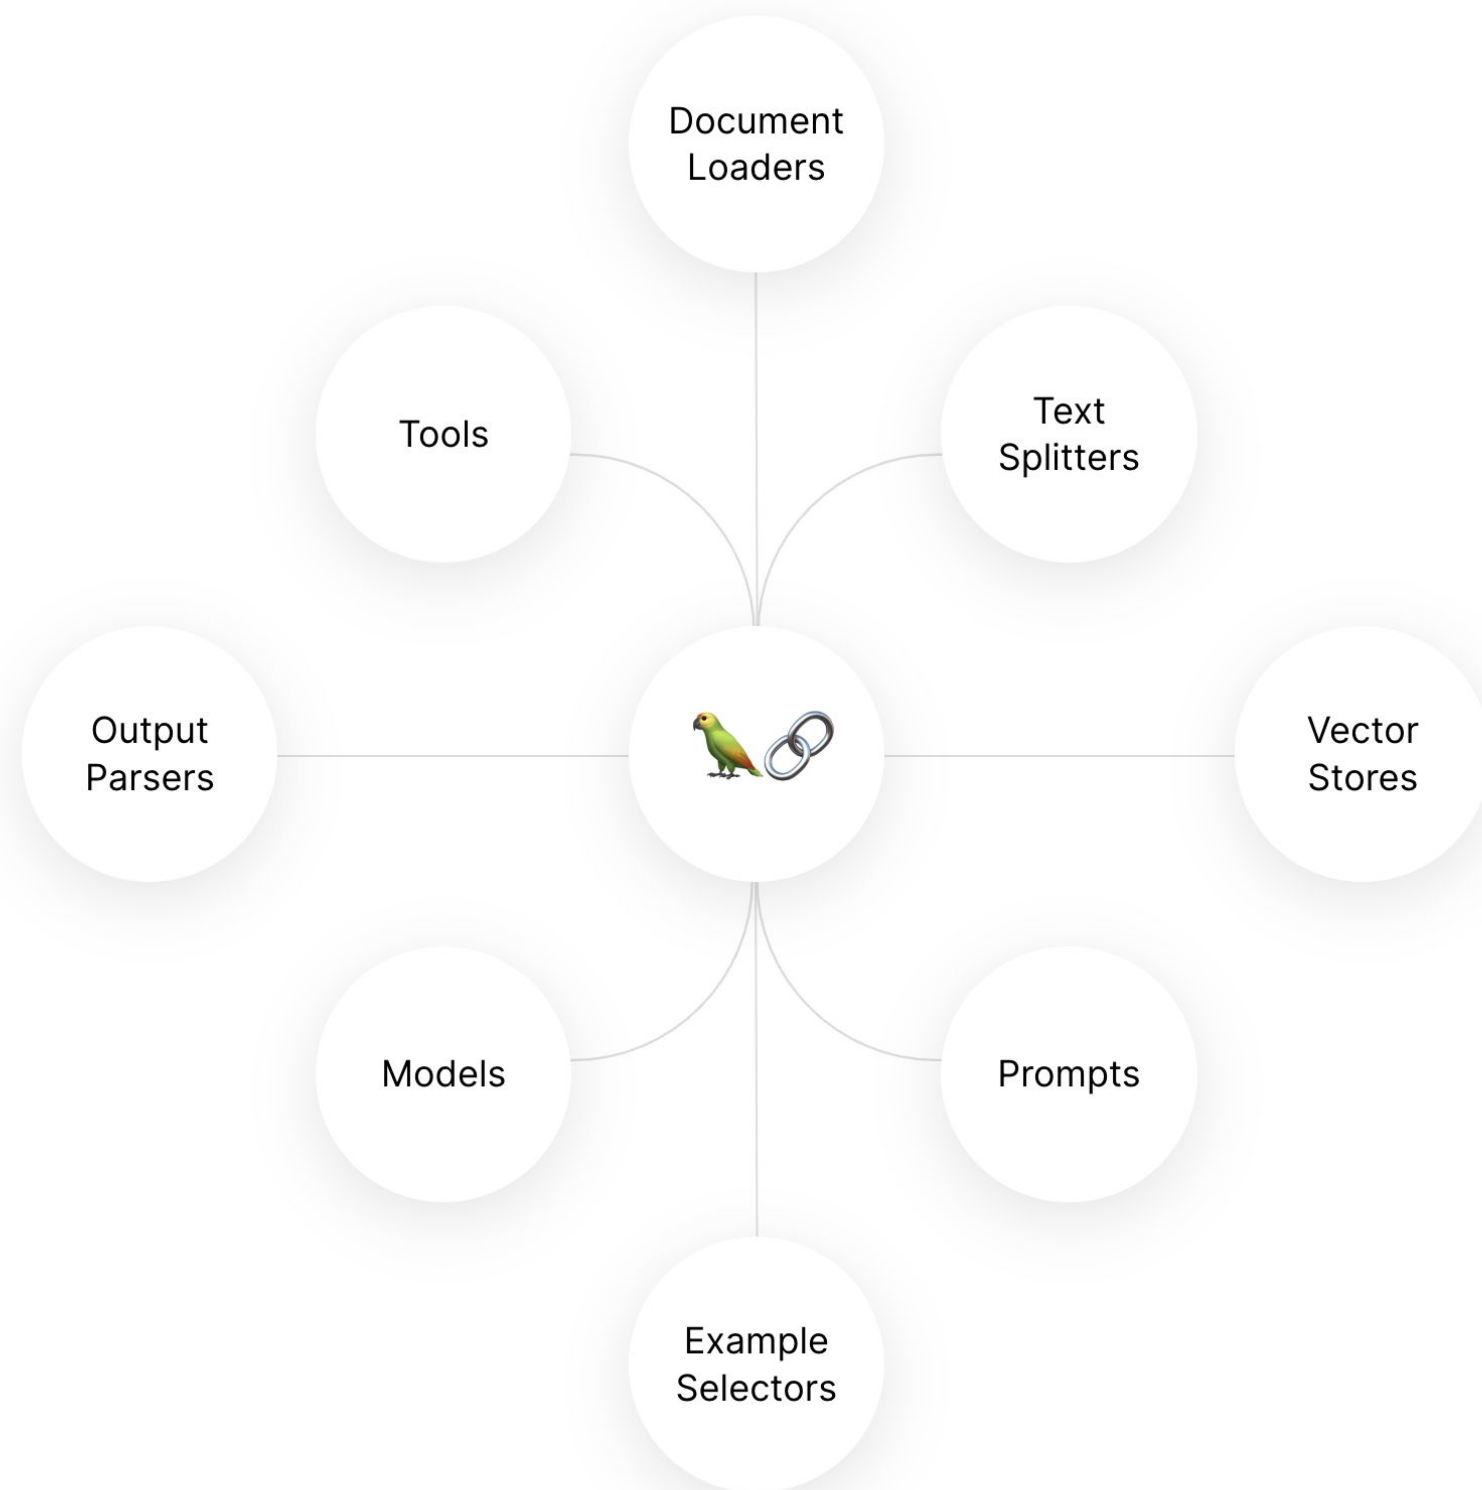 Document
Loaders
Tools
Text
Splitters
Output
Parsers
Vector
Stores
Models
Prompts
Example
Selectors